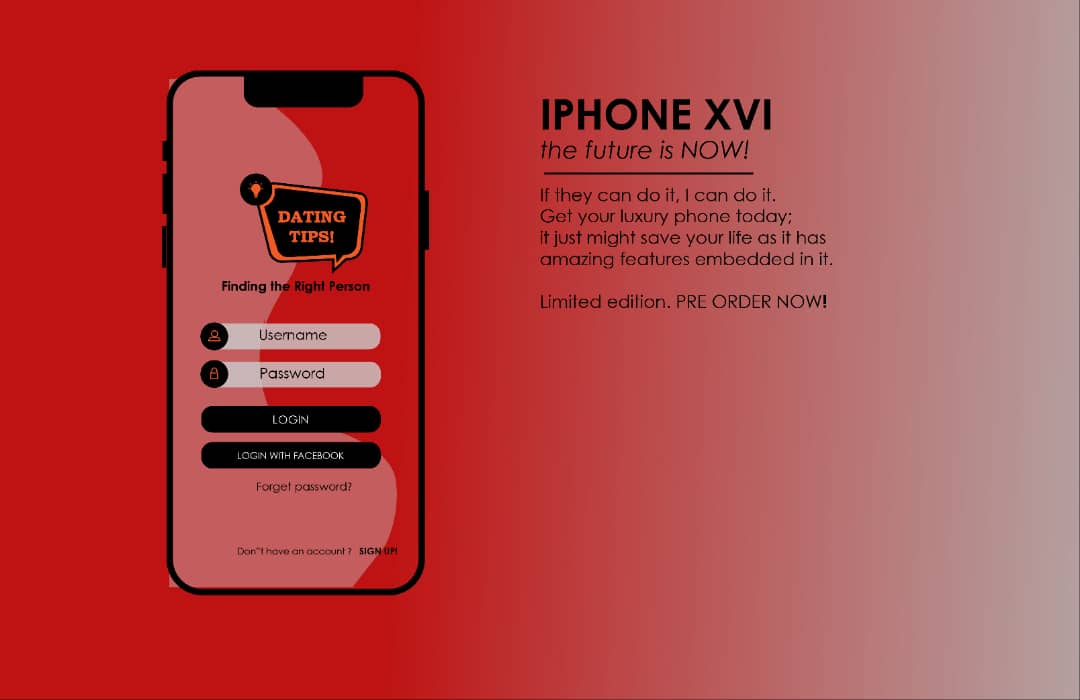 DATING
TIPS!
Finding the Right Person
Username
Password
LOGIN
LOGIN WITH FACEBOOK
Forget password?
Don"t have an account ? SIGN UP!
IPHONE XVI
the future is NOW!
If they can do it, I can do it.
Get your luxury phone today;
it just might save your life as it has
amazing features embedded in it.
Limited edition. PRE ORDER NOW!